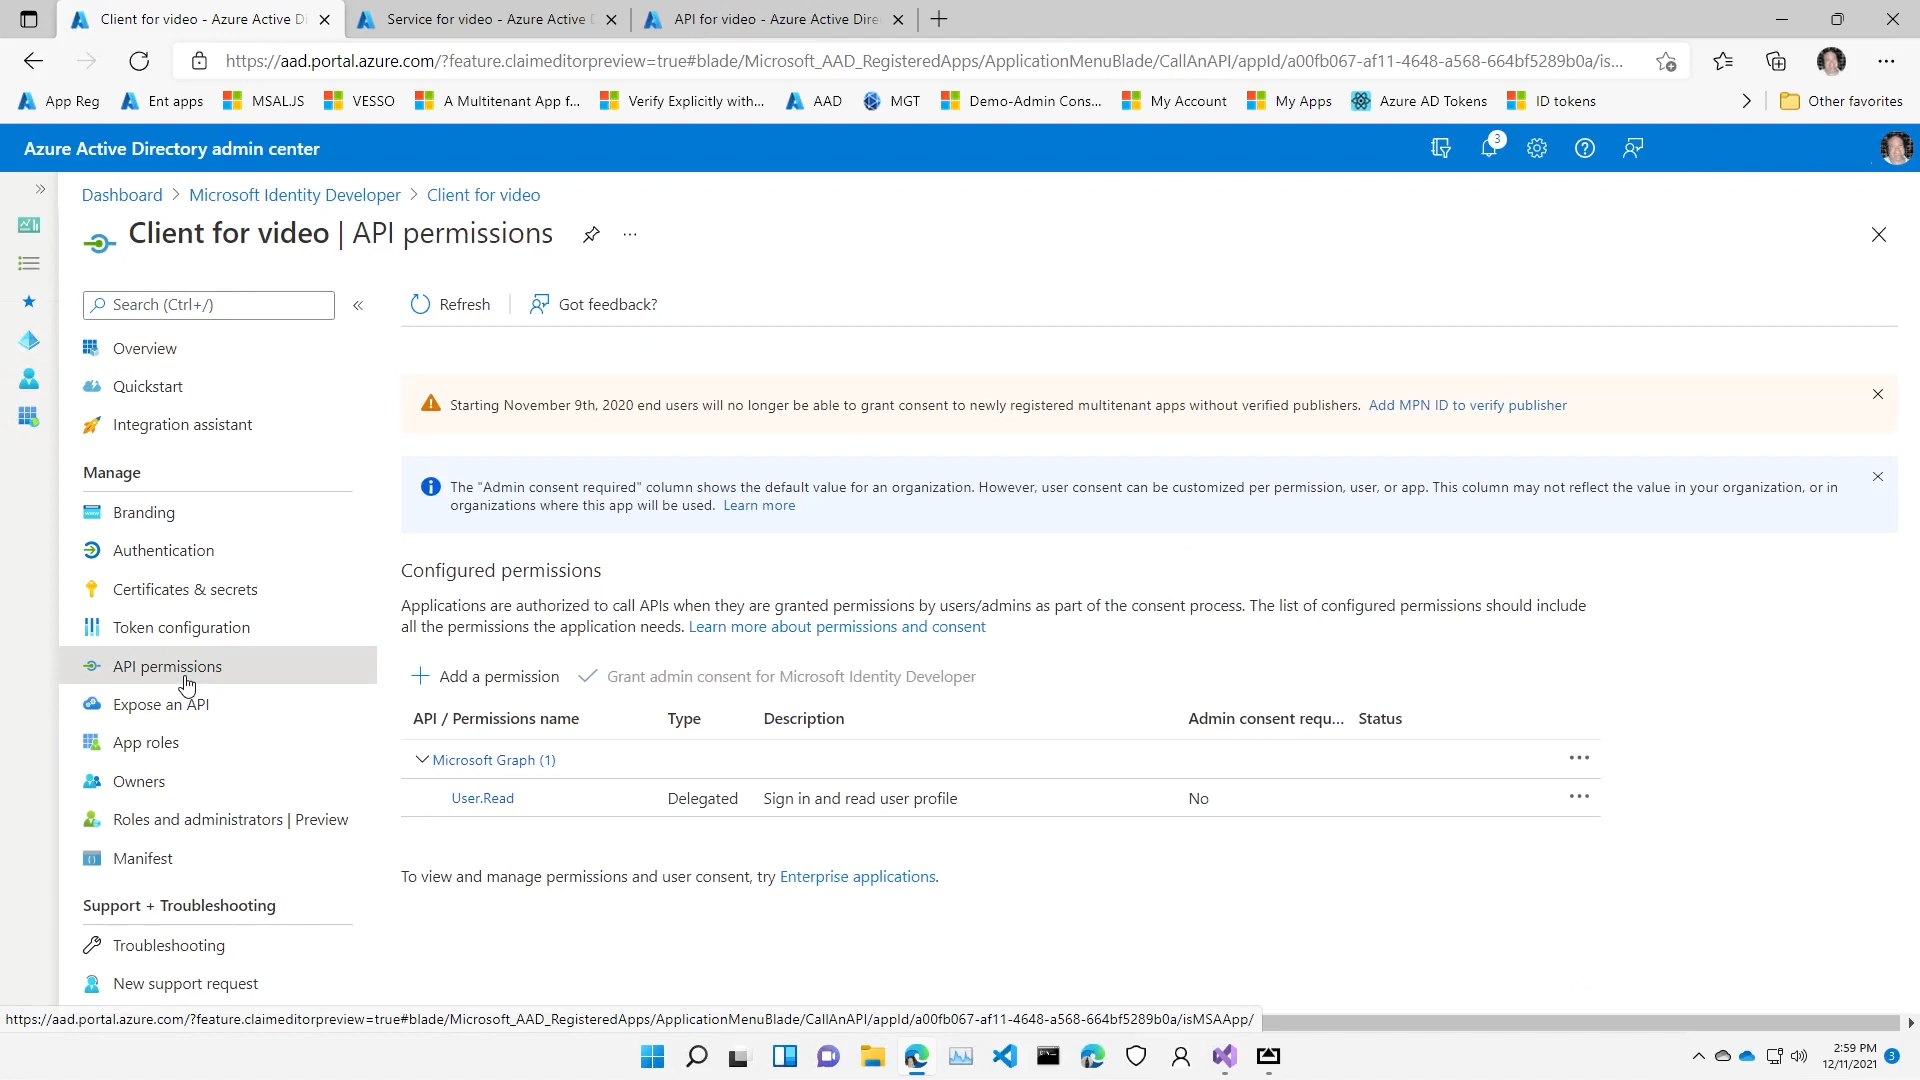 Client for video - Azure Active Di
Service for video - Azure Active D
API for video - Azure Active Dire
https://aad.portal.azure.com/?feature.claimeditorpreview=true#blade/Microsoft_AAD_RegisteredApps/ApplicationMenuBlade/CallAnAPI/appId/a00fb067-af11-4648-a568-664bf5289b0a/is...
App Reg
Ent apps
MSALJS
VESSO
A Multitenant App f...
Verify Explicitly with...
AAD
MGT
Demo-Admin Cons...
My Account
My Apps
Azure AD Tokens
ID tokens
Other favorites
Azure Active Directory admin center
3
Dashboard > Microsoft Identity Developer > Client for video
Client for video | API permissions
Search (Ctrl+/)
Refresh
Got feedback?
Overview
Quickstart
Integration assistant
Manage
Branding
Authentication
Certificates & secrets
Token configuration
API permissions
Expose an API
App roles
Owners
Roles and administrators | Preview
Manifest
Support + Troubleshooting
Troubleshooting
New support request
Starting November 9th, 2020 end users will no longer be able to grant consent to newly registered multitenant apps without verified publishers. Add MPN ID to verify publisher
The "Admin consent required" column shows the default value for an organization. However, user consent can be customized per permission, user, or app. This column may not reflect the value in your organization, or in
organizations where this app will be used. Learn more
Configured permissions
Applications are authorized to call APIs when they are granted permissions by users/admins as part of the consent process. The list of configured permissions should include
all the permissions the application needs. Learn more about permissions and consent
Add a permission
Grant admin consent for Microsoft Identity Developer
API / Permissions name Type Description Admin consent requ... Status
Microsoft Graph (1)
User.Read Delegated Sign in and read user profile No
To view and manage permissions and user consent, try Enterprise applications.
https://aad.portal.azure.com/?feature.claimeditorpreview=true#blade/Microsoft_AAD_RegisteredApps/ApplicationMenuBlade/CallAnAPI/appId/a00fb067-af11-4648-a568-664bf5289b0a/isMSAApp/
2:59 PM
12/11/2021
3